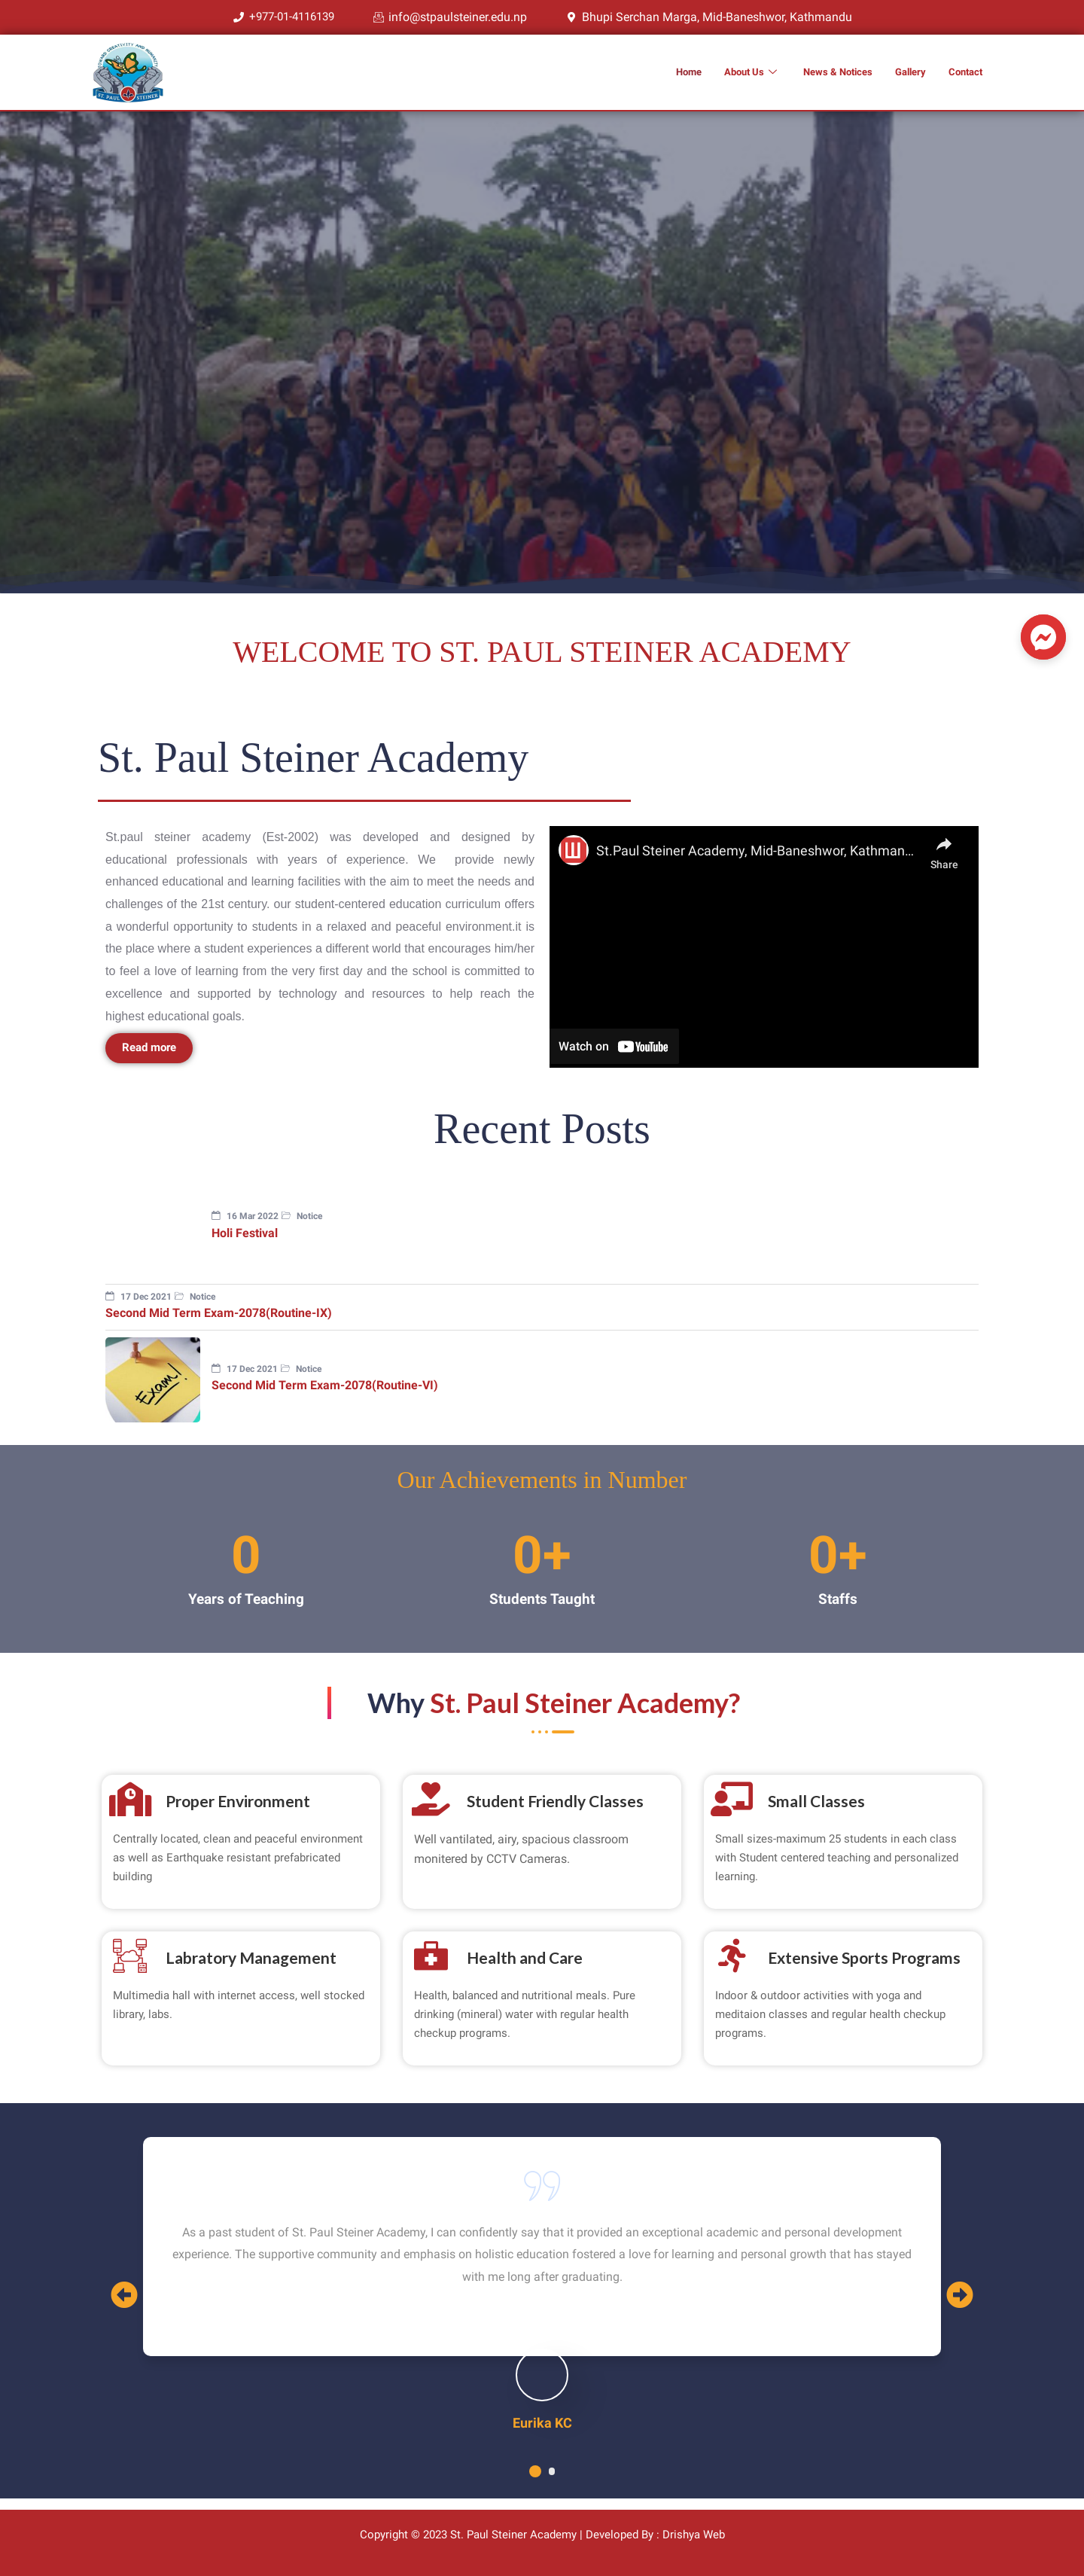 +977-01-4116139 info@stpaulsteiner.edu.np Bhupi Serchan Marga, Mid-Baneshwor, Kathmandu
ST. PAUL STEINER
Home About Us News & Notices Gallery Contact
WELCOME TO ST. PAUL STEINER ACADEMY
St. Paul Steiner Academy
St.paul steiner academy (Est-2002) was developed and designed by
educational professionals with years of experience. We provide newly
enhanced educational and learning facilities with the aim to meet the needs and
challenges of the 21st century. our student-centered education curriculum offers
a wonderful opportunity to students in a relaxed and peaceful environment.it is
the place where a student experiences a different world that encourages him/her
to feel a love of learning from the very first day and the school is committed to
excellence and supported by technology and resources to help reach the
highest educational goals.
Read more
St.Paul Steiner Academy, Mid-Baneshwor, Kathman...
Share
Watch on YouTube
Recent Posts
16 Mar 2022 Notice
Holi Festival
17 Dec 2021 Notice
Second Mid Term Exam-2078(Routine-IX)
Exam!
17 Dec 2021 Notice
Second Mid Term Exam-2078(Routine-VI)
Our Achievements in Number
0 0+ 0+
Years of Teaching Students Taught Staffs
Why St. Paul Steiner Academy?
Proper Environment
Centrally located, clean and peaceful environment
as well as Earthquake resistant prefabricated
building
Student Friendly Classes
Well vantilated, airy, spacious classroom
monitered by CCTV Cameras.
Small Classes
Small sizes-maximum 25 students in each class
with Student centered teaching and personalized
learning.
Labratory Management
Multimedia hall with internet access, well stocked
library, labs.
Health and Care
Health, balanced and nutritional meals. Pure
drinking (mineral) water with regular health
checkup programs.
Extensive Sports Programs
Indoor & outdoor activities with yoga and
meditaion classes and regular health checkup
programs.
As a past student of St. Paul Steiner Academy, I can confidently say that it provided an exceptional academic and personal development
experience. The supportive community and emphasis on holistic education fostered a love for learning and personal growth that has stayed
with me long after graduating.
Eurika KC
Copyright © 2023 St. Paul Steiner Academy | Developed By : Drishya Web